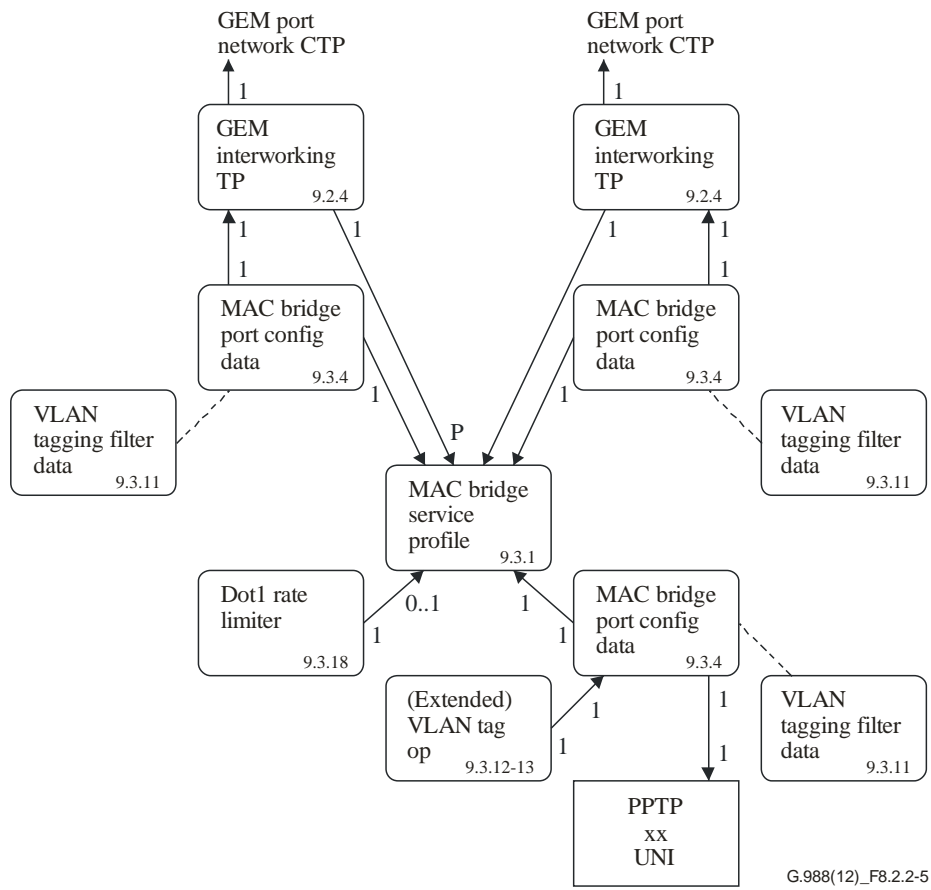 GEM port
network CTP
GEM port
network CTP
1
1
GEM
interworking
TP
9.2.4
GEM
interworking
TP
9.2.4
1
1
1
1
1
1
MAC bridge
port config
data
9.3.4
MAC bridge
port config
data
9.3.4
1
1
VLAN
tagging filter
data
9.3.11
P
VLAN
tagging filter
data
9.3.11
MAC bridge
service
profile
9.3.1
Dot1 rate
limiter
9.3.18
0..1
1
1
1
MAC bridge
port config
data
9.3.4
(Extended)
VLAN tag
op
9.3.12-13
1
1
1
1
VLAN
tagging filter
data
9.3.11
PPTP
xx
UNI
G.988(12)_F8.2.2-5